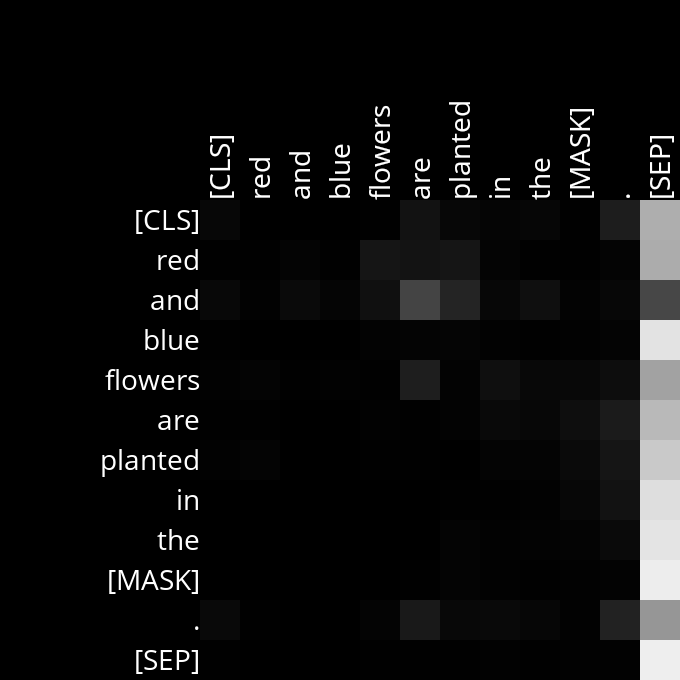 [CLS] red and blue flowers are planted in the [MASK] . [SEP]
[CLS]
red
and
blue
flowers
are
planted
in
the
[MASK]
.
[SEP]